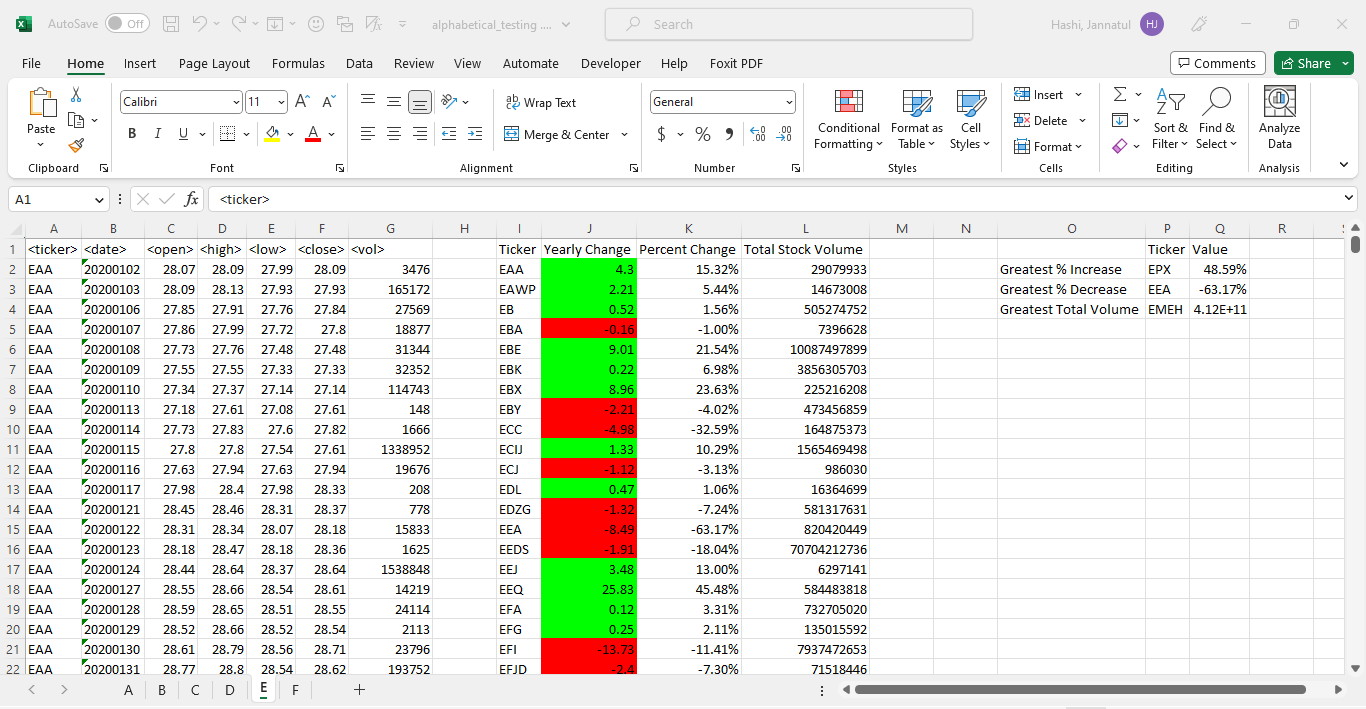 AutoSave Off alphabetical_testing .... Search Hashi, Jannatul HJ
File Home Insert Page Layout Formulas Data Review View Automate Developer Help Foxit PDF Comments Share
Calibri 11 A^ A˅ ab Wrap Text General Insert Σ A Z
Paste B I U A Merge & Center $ % 9 .00 Conditional Formatting Format as Table Cell Styles Delete Format Sort & Filter Find & Select Analyze Data
Clipboard Font Alignment Number Styles Cells Editing Analysis
A1 fx <ticker>
A B C D E F G H I J K L M N O P Q R
1 <ticker> <date> <open> <high> <low> <close> <vol> Ticker Yearly Change Percent Change Total Stock Volume Ticker Value
2 EAA 20200102 28.07 28.09 27.99 28.09 3476 EAA 4.3 15.32% 29079933 Greatest % Increase EPX 48.59%
3 EAA 20200103 28.09 28.13 27.93 27.93 165172 EAWP 2.21 5.44% 14673008 Greatest % Decrease EEA -63.17%
4 EAA 20200106 27.85 27.91 27.76 27.84 27569 EB 0.52 1.56% 505274752 Greatest Total Volume EMEH 4.12E+11
5 EAA 20200107 27.86 27.99 27.72 27.8 18877 EBA -0.16 -1.00% 7396628
6 EAA 20200108 27.73 27.76 27.48 27.48 31344 EBE 9.01 21.54% 10087497899
7 EAA 20200109 27.55 27.55 27.33 27.33 32352 EBK 0.22 6.98% 3856305703
8 EAA 20200110 27.34 27.37 27.14 27.14 114743 EBX 8.96 23.63% 225216208
9 EAA 20200113 27.18 27.61 27.08 27.61 148 EBY -2.21 -4.02% 473456859
10 EAA 20200114 27.73 27.83 27.6 27.82 1666 ECC -4.98 -32.59% 164875373
11 EAA 20200115 27.8 27.8 27.54 27.61 1338952 ECIJ 1.33 10.29% 1565469498
12 EAA 20200116 27.63 27.94 27.63 27.94 19676 ECJ -1.12 -3.13% 986030
13 EAA 20200117 27.98 28.4 27.98 28.33 208 EDL 0.47 1.06% 16364699
14 EAA 20200121 28.45 28.46 28.31 28.37 778 EDZG -1.32 -7.24% 581317631
15 EAA 20200122 28.31 28.34 28.07 28.18 15833 EEA -8.49 -63.17% 820420449
16 EAA 20200123 28.18 28.47 28.18 28.36 1625 EEDS -1.91 -18.04% 70704212736
17 EAA 20200124 28.44 28.64 28.37 28.64 1538848 EEJ 3.48 13.00% 6297141
18 EAA 20200127 28.55 28.66 28.54 28.61 14219 EEQ 25.83 45.48% 584483818
19 EAA 20200128 28.59 28.65 28.51 28.55 24114 EFA 0.12 3.31% 732705020
20 EAA 20200129 28.52 28.66 28.52 28.54 2113 EFG 0.25 2.11% 135015592
21 EAA 20200130 28.61 28.79 28.56 28.71 23796 EFI -13.73 -11.41% 7937472653
22 EAA 20200131 28.77 28.8 28.54 28.62 193752 EFJD -2.4 -7.30% 71518446
A B C D E F